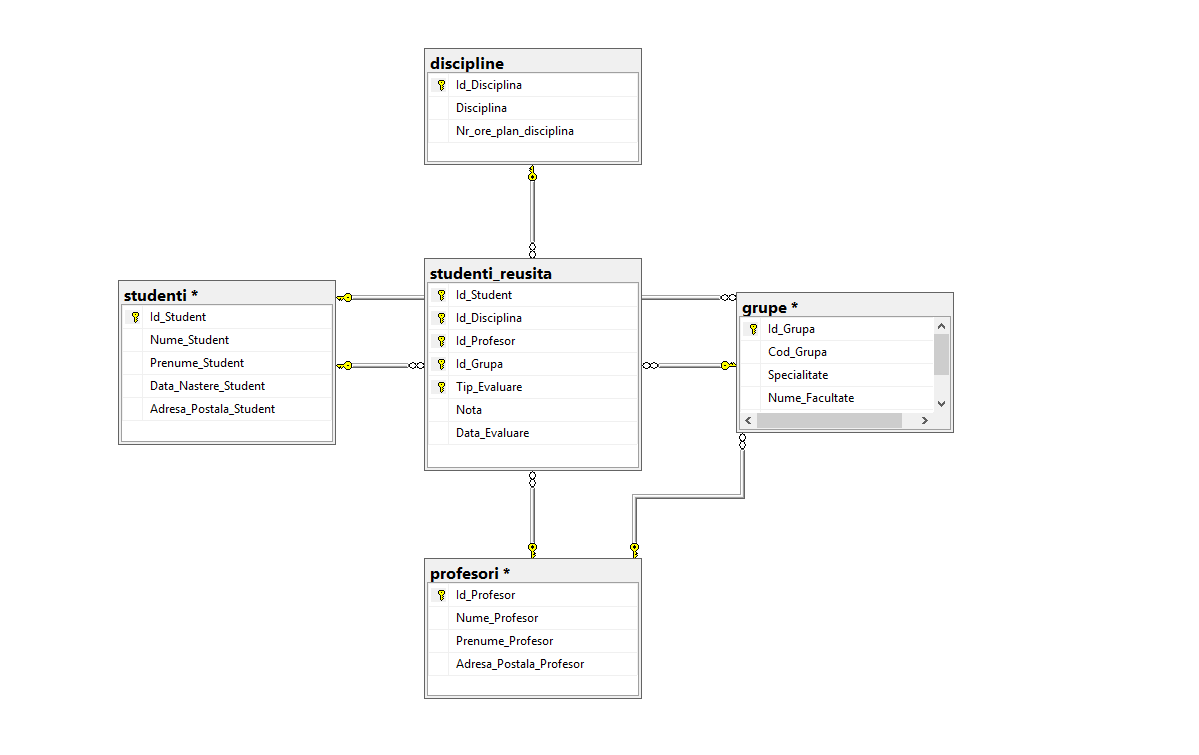 discipline
Id_Disciplina
Disciplina
Nr_ore_plan_disciplina
studenti *
Id_Student
Nume_Student
Prenume_Student
Data_Nastere_Student
Adresa_Postala_Student
studenti_reusita
Id_Student
Id_Disciplina
Id_Profesor
Id_Grupa
Tip_Evaluare
Nota
Data_Evaluare
grupe *
Id_Grupa
Cod_Grupa
Specialitate
Nume_Facultate
profesori *
Id_Profesor
Nume_Profesor
Prenume_Profesor
Adresa_Postala_Profesor